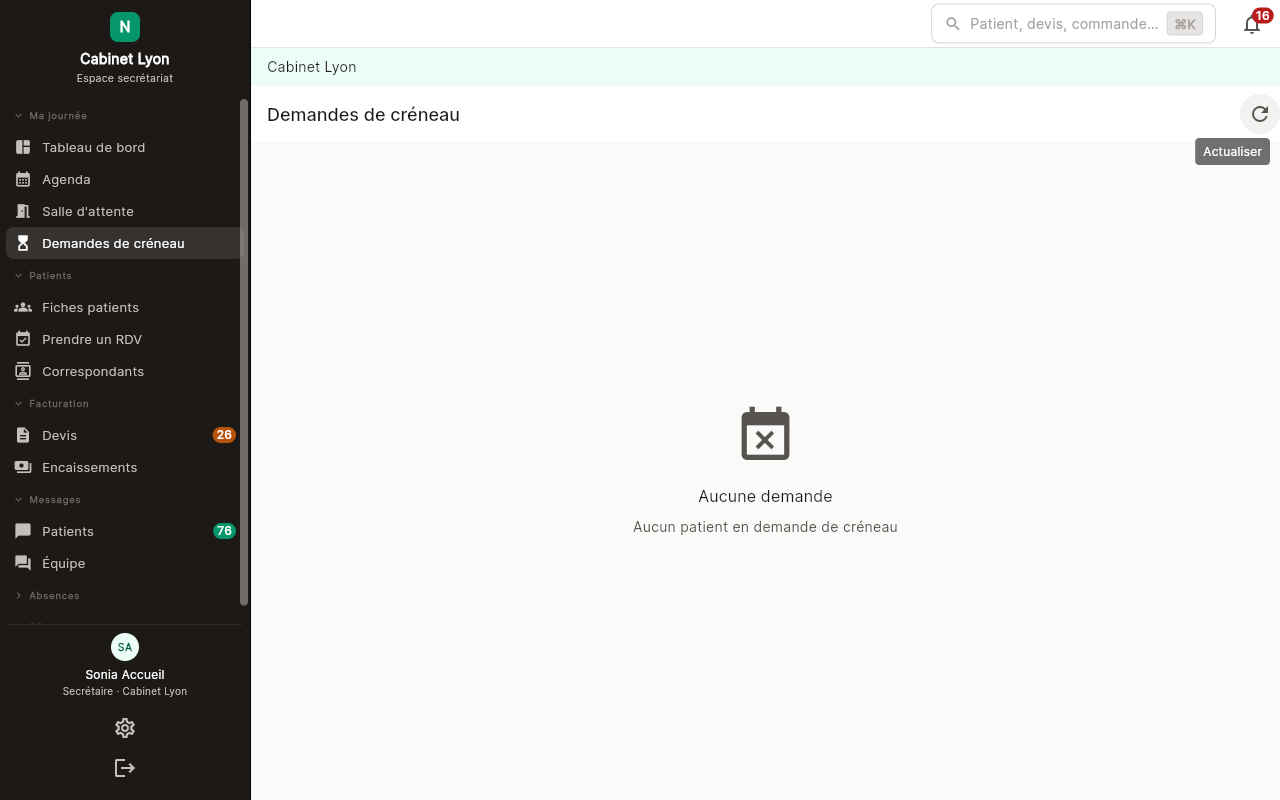 N
Cabinet Lyon
Espace secrétariat
Ma journée
Tableau de bord
Agenda
Salle d'attente
Demandes de créneau
Patients
Fiches patients
Prendre un RDV
Correspondants
Facturation
Devis 26
Encaissements
Messages
Patients 76
Équipe
Absences
SA
Sonia Accueil
Secrétaire · Cabinet Lyon
Patient, devis, commande... ⌘K
16
Cabinet Lyon
Demandes de créneau
Actualiser
Aucune demande
Aucun patient en demande de créneau